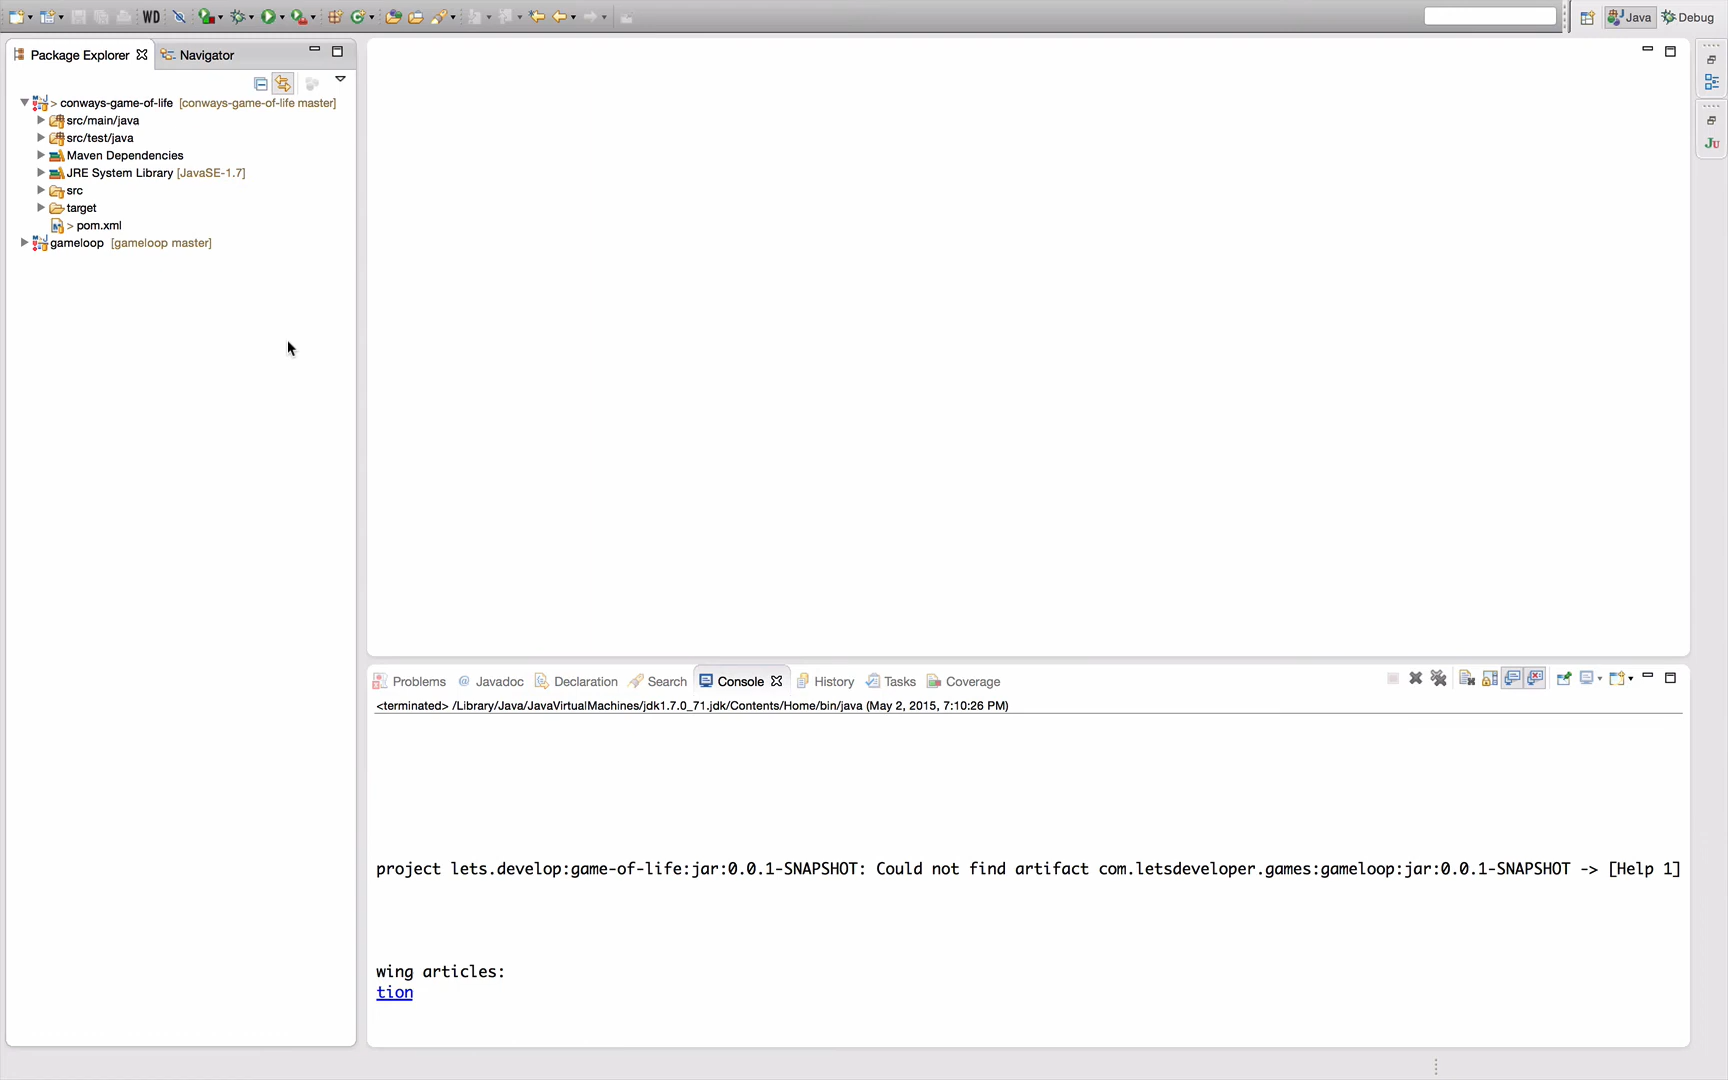 WD
Java
Debug
Package Explorer
Navigator
> conways-game-of-life [conways-game-of-life master]
src/main/java
src/test/java
Maven Dependencies
JRE System Library [JavaSE-1.7]
src
target
> pom.xml
gameloop [gameloop master]
Ju
Problems @ Javadoc Declaration Search Console History Tasks Coverage
<terminated> /Library/Java/JavaVirtualMachines/jdk1.7.0_71.jdk/Contents/Home/bin/java (May 2, 2015, 7:10:26 PM)
project lets.develop:game-of-life:jar:0.0.1-SNAPSHOT: Could not find artifact com.letsdeveloper.games:gameloop:jar:0.0.1-SNAPSHOT -> [Help 1]
wing articles:
tion